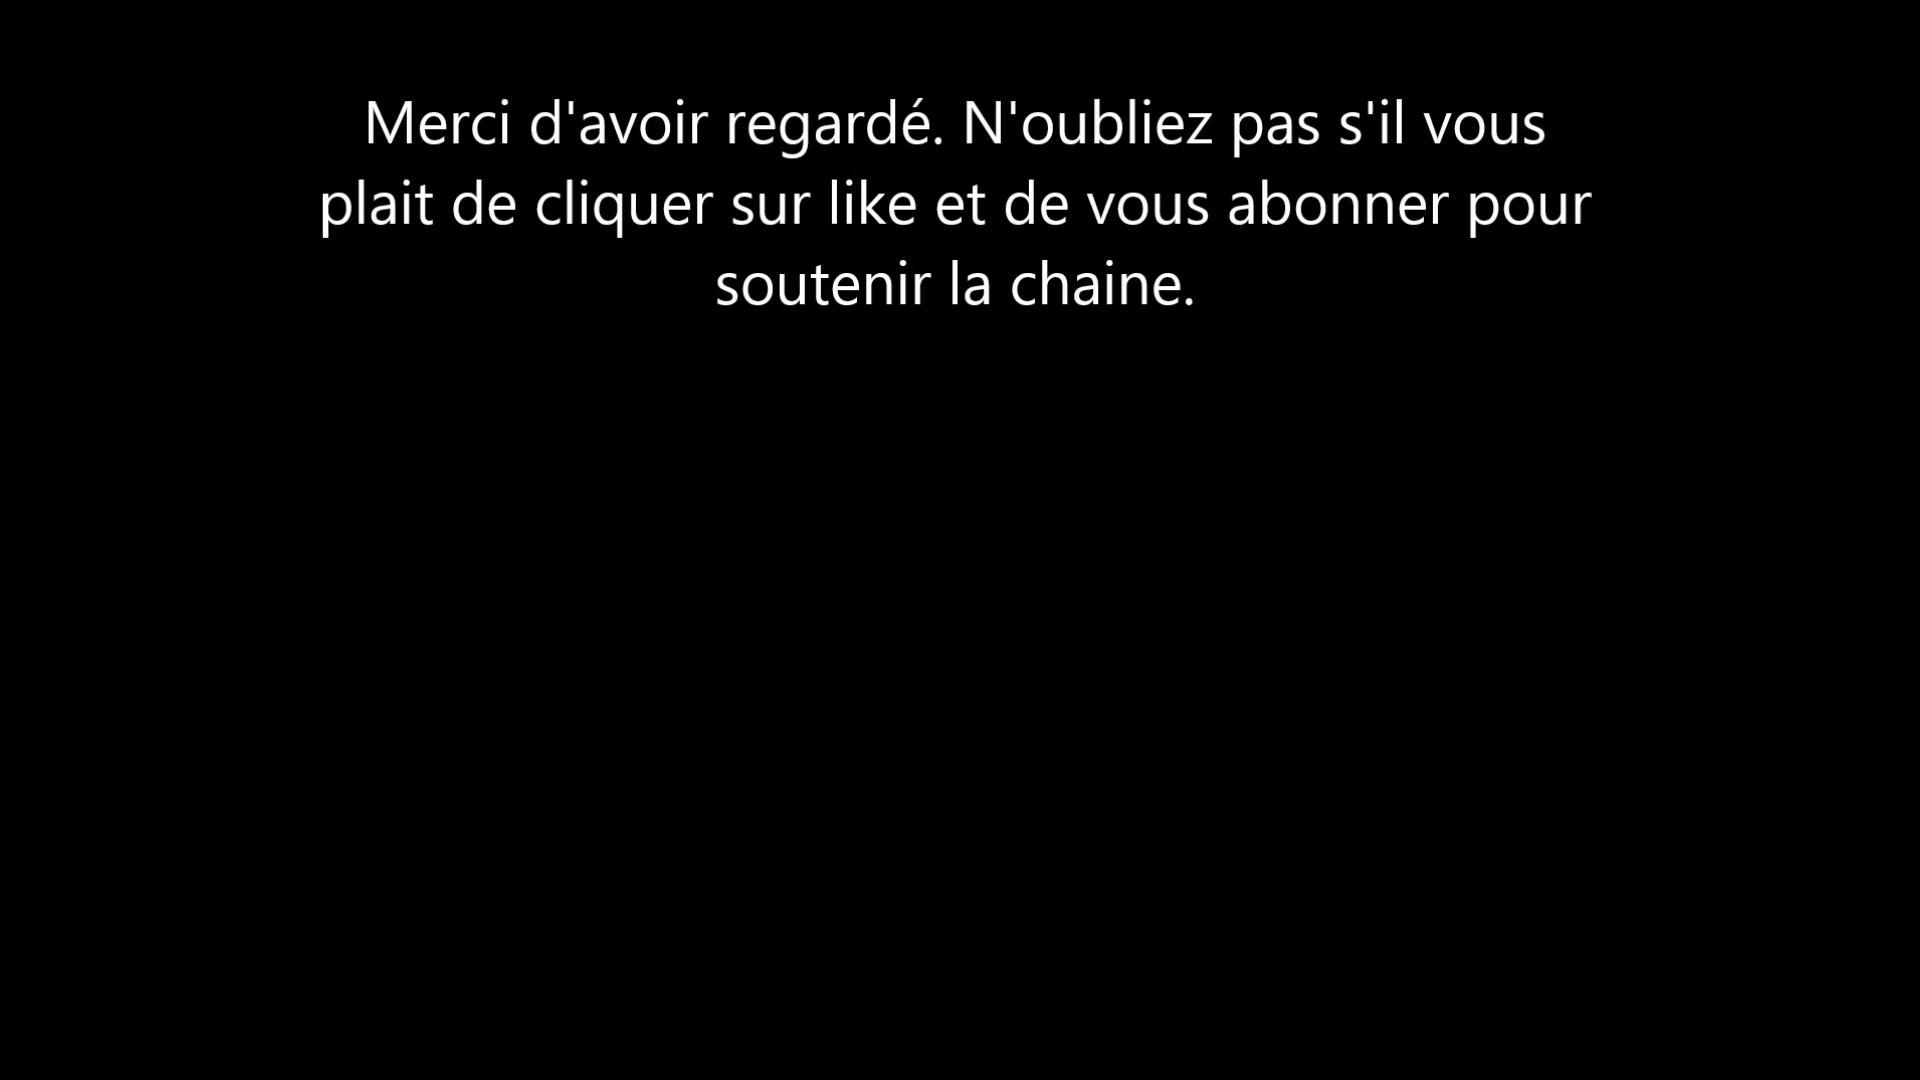 Merci d'avoir regardé. N'oubliez pas s'il vous
plait de cliquer sur like et de vous abonner pour
soutenir la chaine.